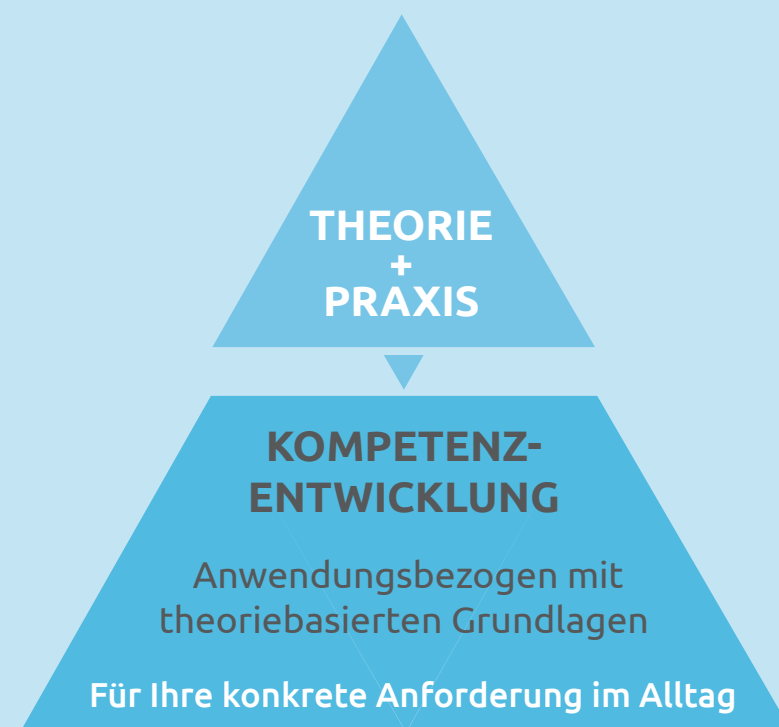 THEORIE
+
PRAXIS
KOMPETENZ-
ENTWICKLUNG
Anwendungsbezogen mit
theoriebasierten Grundlagen
Für Ihre konkrete Anforderung im Alltag